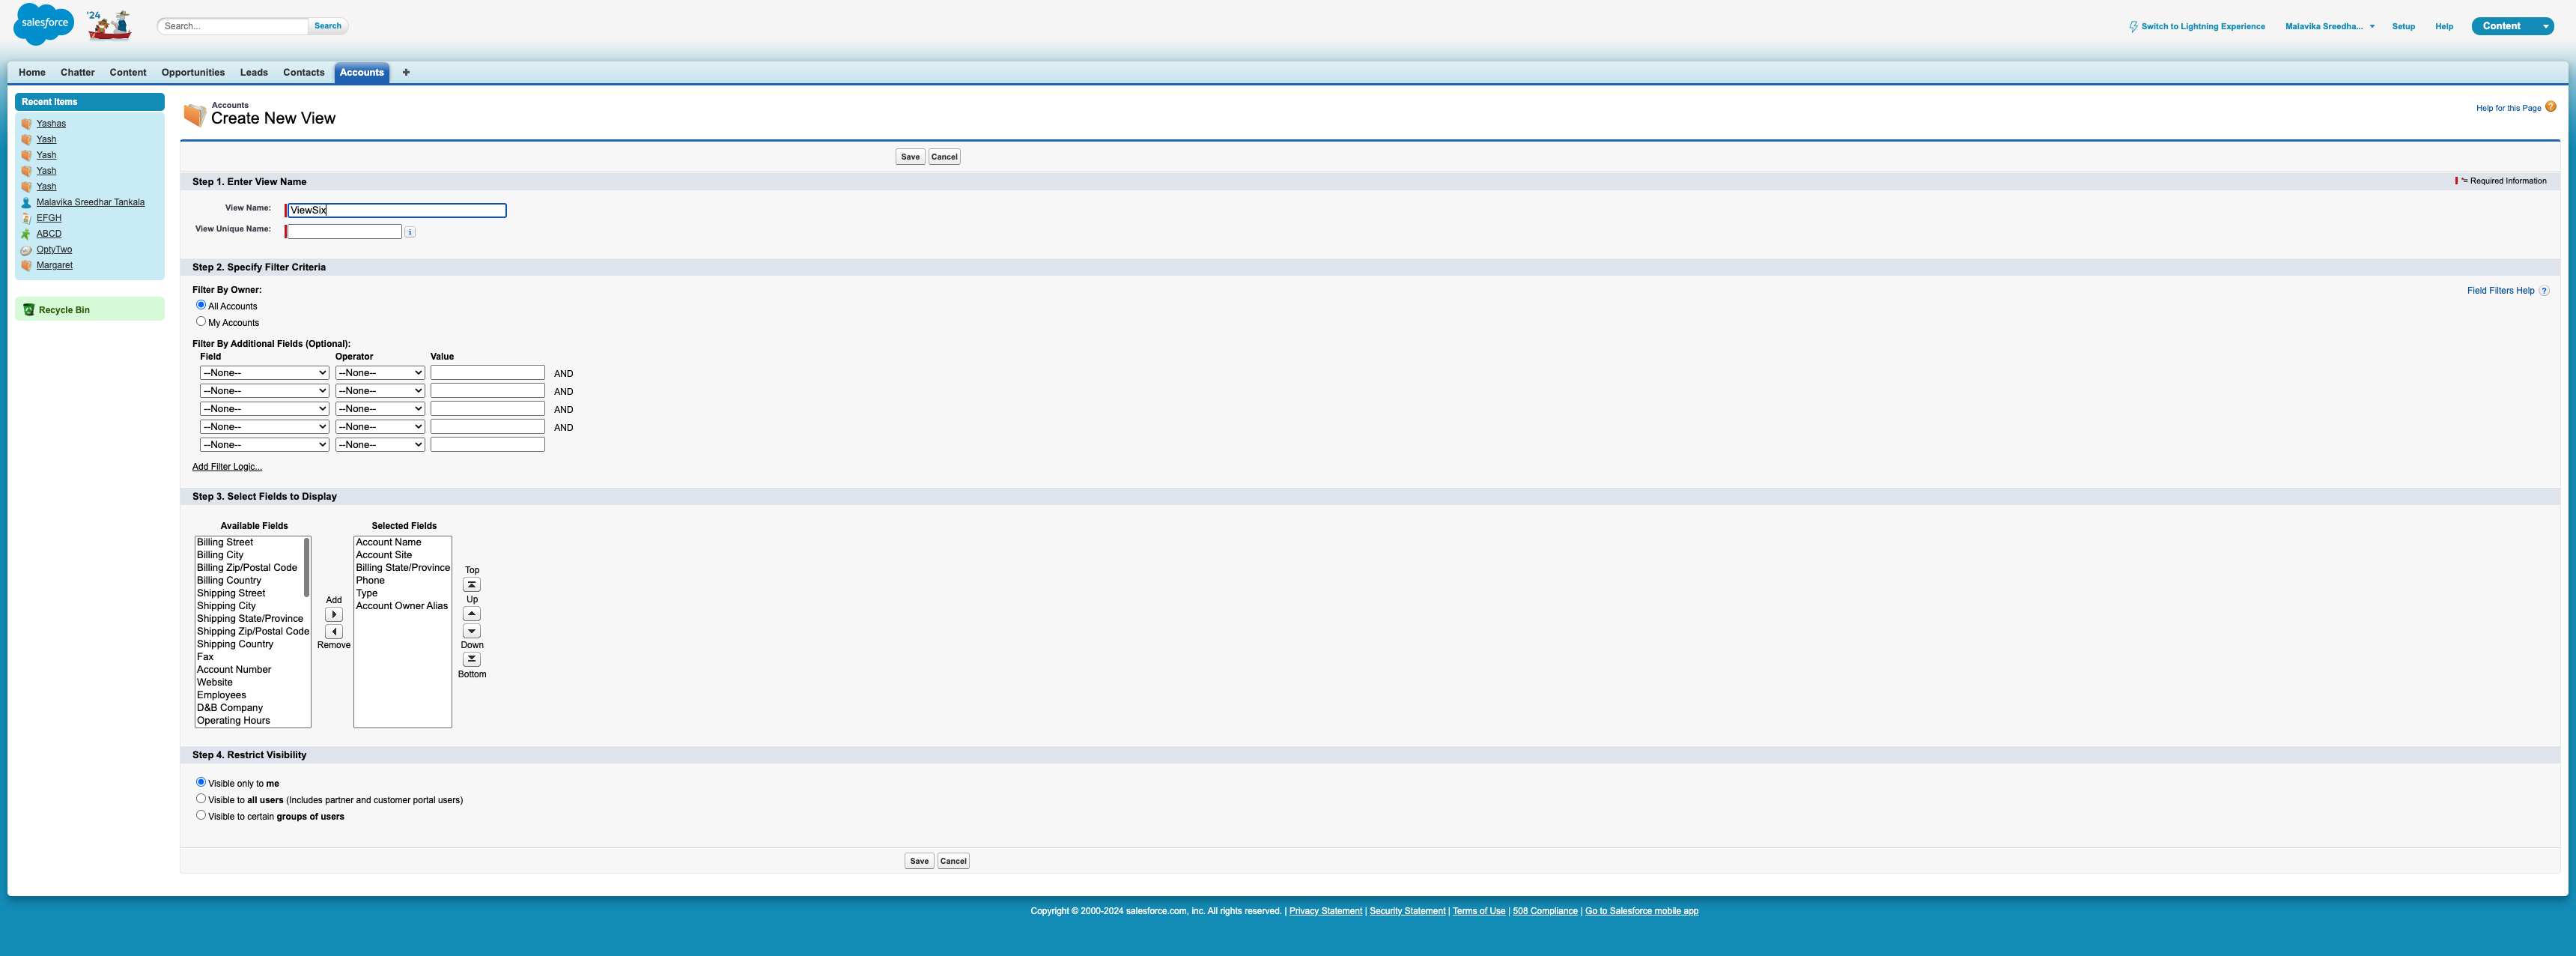 salesforce
'24
Search...
Search
Switch to Lightning Experience
Malavika Sreedha...
Setup
Help
Content
Home
Chatter
Content
Opportunities
Leads
Contacts
Accounts
+
Recent Items
Yashas
Yash
Yash
Yash
Yash
Malavika Sreedhar Tankala
EFGH
ABCD
OptyTwo
Margaret
Recycle Bin
Accounts
Create New View
Help for this Page ?
Save
Cancel
Step 1. Enter View Name
*= Required Information
View Name:
ViewSix
View Unique Name:
i
Step 2. Specify Filter Criteria
Filter By Owner:
All Accounts
My Accounts
Field Filters Help ?
Filter By Additional Fields (Optional):
Field Operator Value
--None-- --None-- AND
--None-- --None-- AND
--None-- --None-- AND
--None-- --None-- AND
--None-- --None--
Add Filter Logic...
Step 3. Select Fields to Display
Available Fields
Billing Street
Billing City
Billing Zip/Postal Code
Billing Country
Shipping Street
Shipping City
Shipping State/Province
Shipping Zip/Postal Code
Shipping Country
Fax
Account Number
Website
Employees
D&B Company
Operating Hours
Add
Remove
Selected Fields
Account Name
Account Site
Billing State/Province
Phone
Type
Account Owner Alias
Top
Up
Down
Bottom
Step 4. Restrict Visibility
Visible only to me
Visible to all users (Includes partner and customer portal users)
Visible to certain groups of users
Save
Cancel
Copyright © 2000-2024 salesforce.com, inc. All rights reserved. | Privacy Statement | Security Statement | Terms of Use | 508 Compliance | Go to Salesforce mobile app